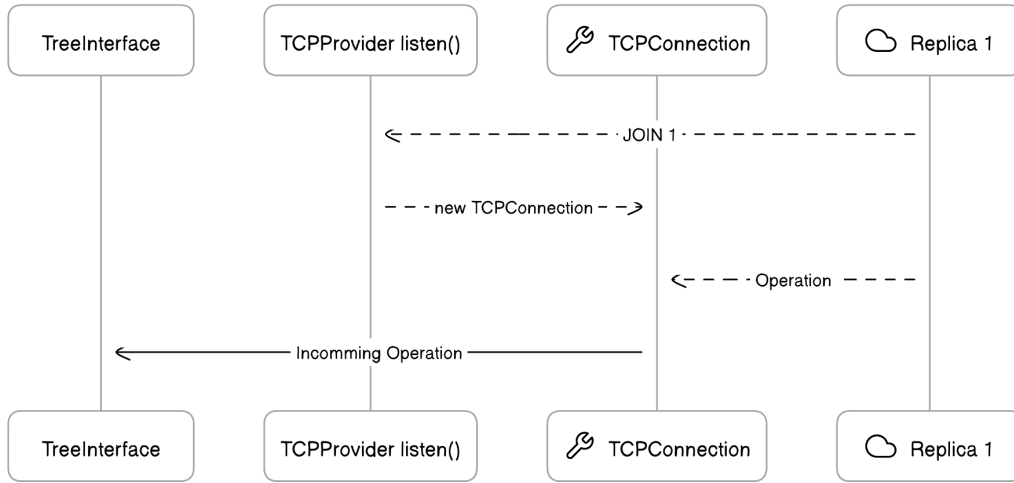 TreeInterface
TCPProvider listen()
TCPConnection
Replica 1
JOIN 1
new TCPConnection
Operation
Incomming Operation
TreeInterface
TCPProvider listen()
TCPConnection
Replica 1